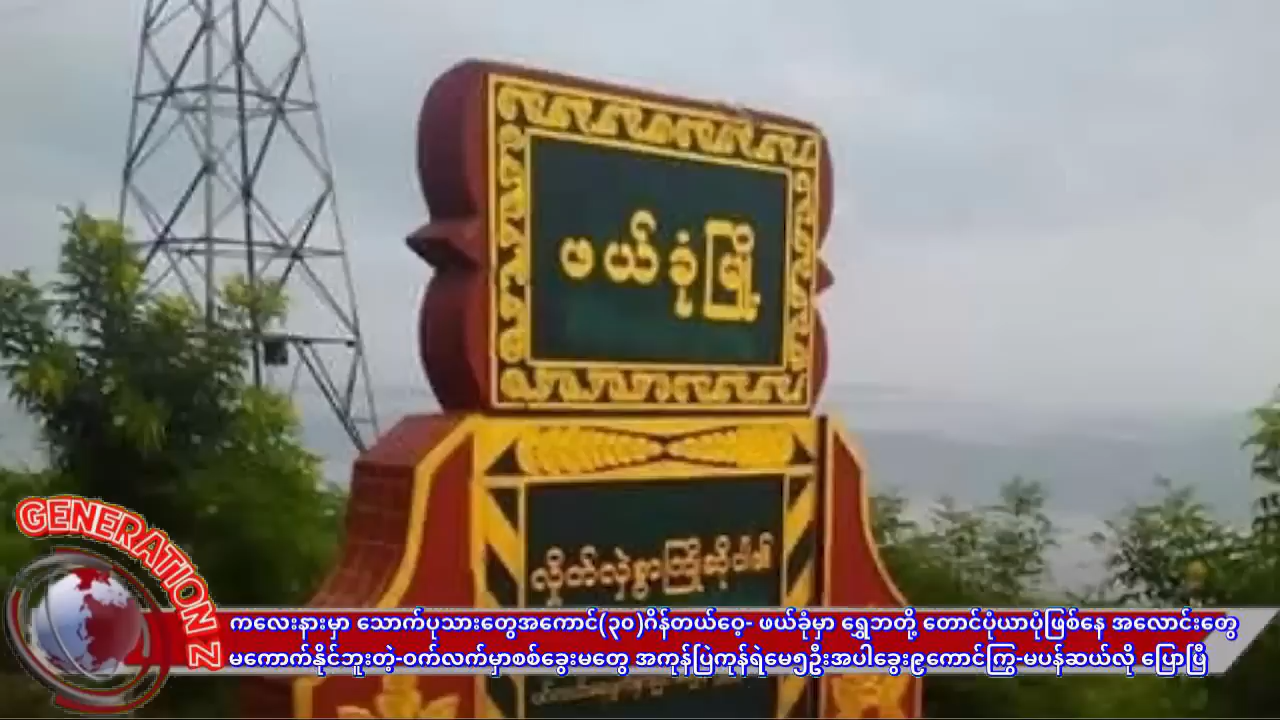 ဖယ်ခုံမြို့
လှိုက်လှဲစွာကြိုဆိုပါ၏
GENERATION Z
ကလေးနားမှာ သောက်ပုသားတွေအကောင်(၃၀)ဂိန်တယ်ဝေ့- ဖယ်ခုံမှာ ရွှေဘတို့ တောင်ပုံယာပုံဖြစ်နေ အလောင်းတွေ
မကောက်နိုင်ဘူးတဲ့-ဝက်လက်မှာစစ်ခွေးမတွေ အကုန်ပြဲကုန်ရဲမေ၅ဦးအပါခွေး၉ကောင်ကြွ-မပန်ဆယ်လို ပြောပြီ